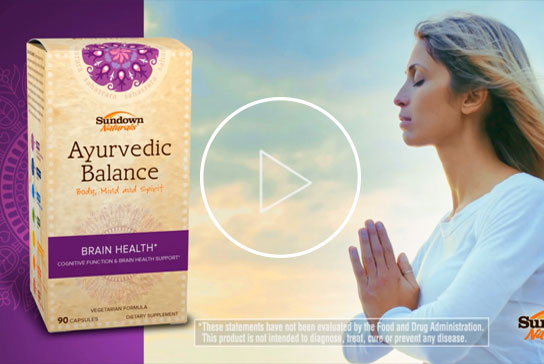 Sundown
Naturals®
Ayurvedic
Balance
Body, Mind and Spirit
BRAIN HEALTH*
COGNITIVE FUNCTION & BRAIN HEALTH SUPPORT*
VEGETARIAN FORMULA
90 CAPSULES
DIETARY SUPPLEMENT
*These statements have not been evaluated by the Food and Drug Administration.
This product is not intended to diagnose, treat, cure or prevent any disease.